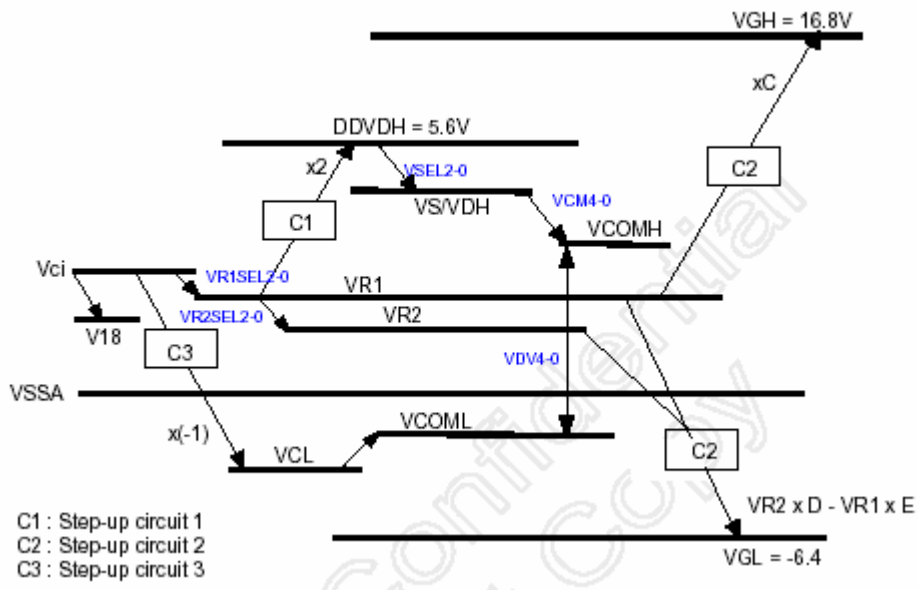 VGH = 16.8V
xC
DDVDH = 5.6V
x2
VSEL2-0
C2
VS/VDH
VCM4-0
C1
VCOMH
Vci
VR1SEL2-0
VR1
VR2SEL2-0
VR2
V18
C3
VDV4-0
VSSA
VCOML
x(-1)
VCL
C2
VR2 x D - VR1 x E
C1 : Step-up circuit 1
C2 : Step-up circuit 2
C3 : Step-up circuit 3
VGL = -6.4
Confidential
Copy